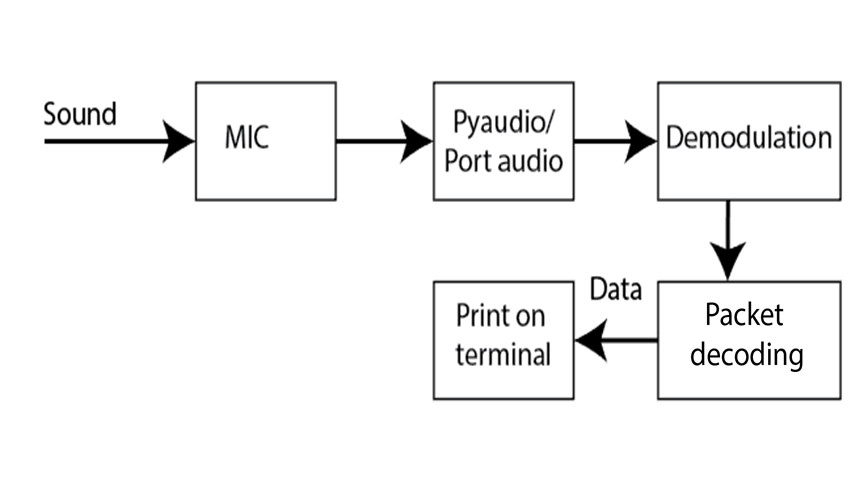 Sound
MIC
Pyaudio/
Port audio
Demodulation
Print on
terminal
Data
Packet
decoding